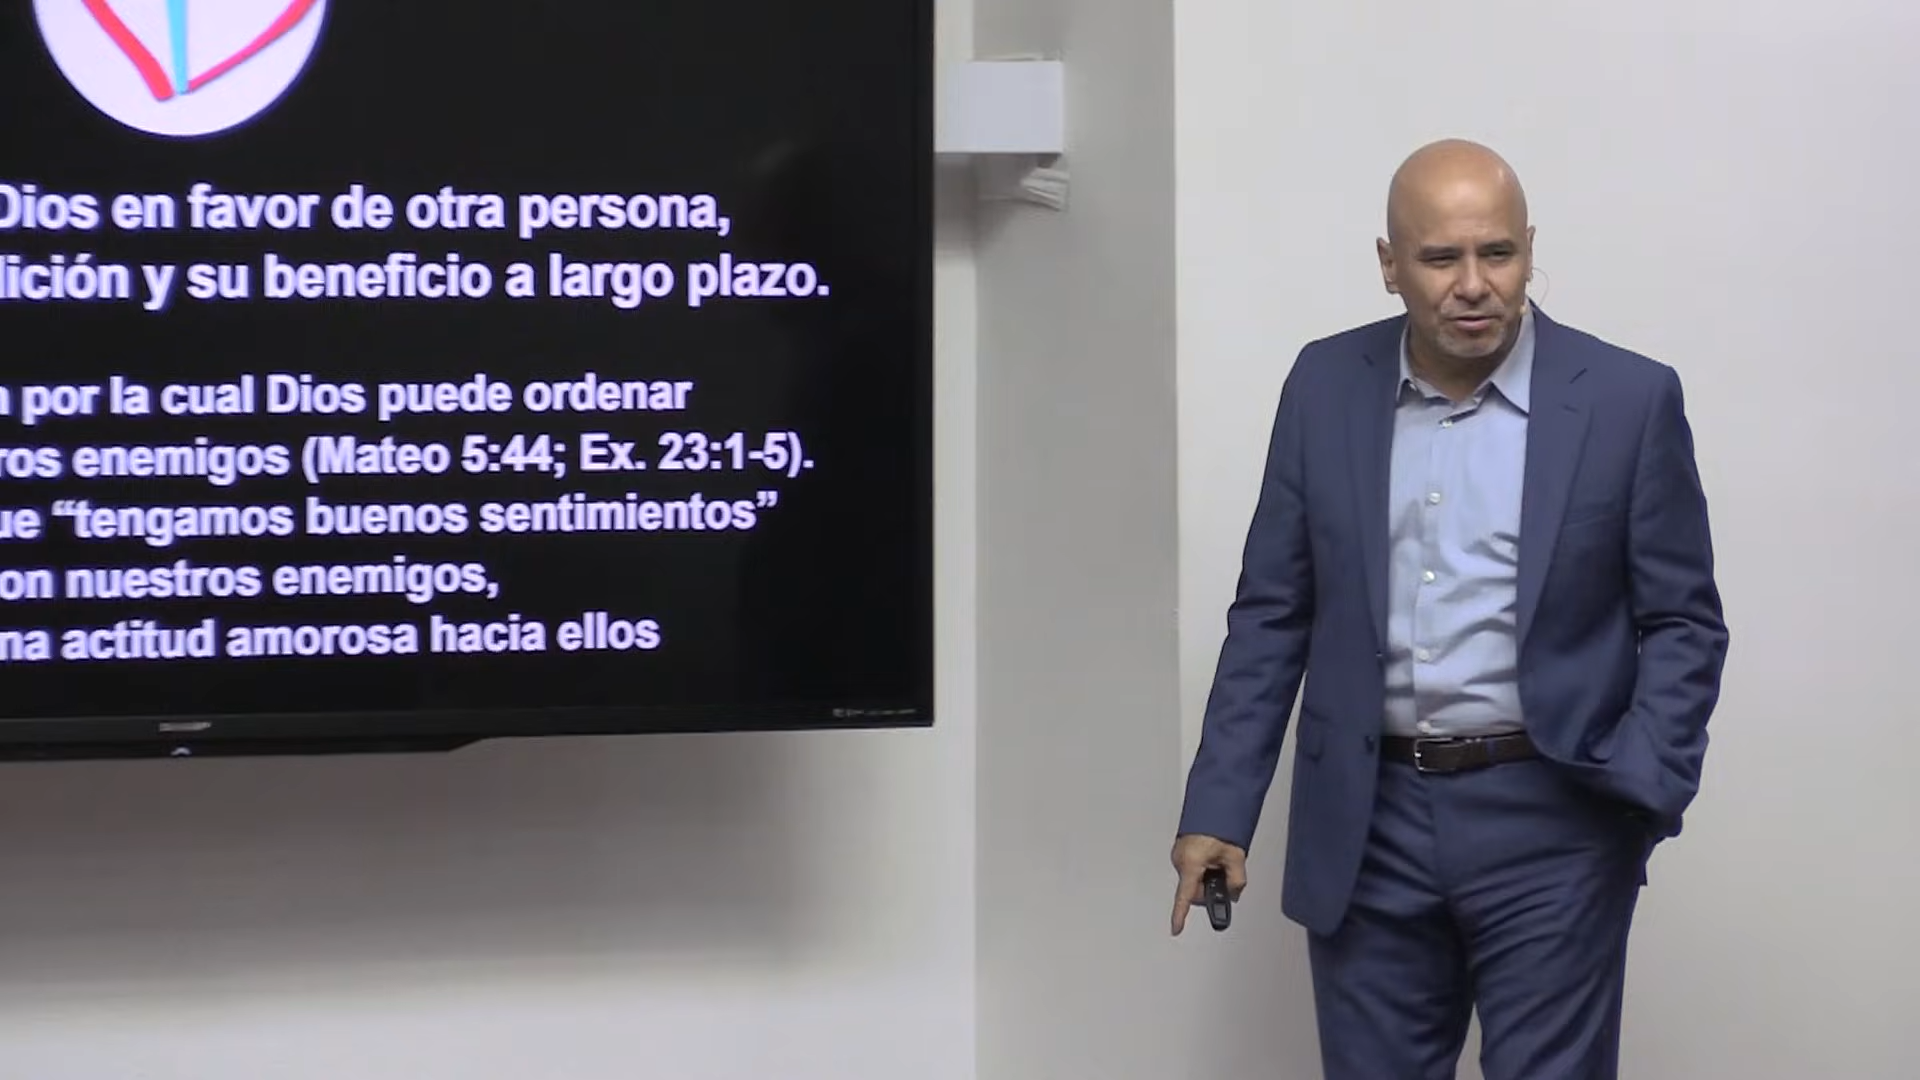 Dios en favor de otra persona,
dición y su beneficio a largo plazo.
n por la cual Dios puede ordenar
ros enemigos (Mateo 5:44; Ex. 23:1-5).
ue “tengamos buenos sentimientos”
on nuestros enemigos,
na actitud amorosa hacia ellos
SHARP